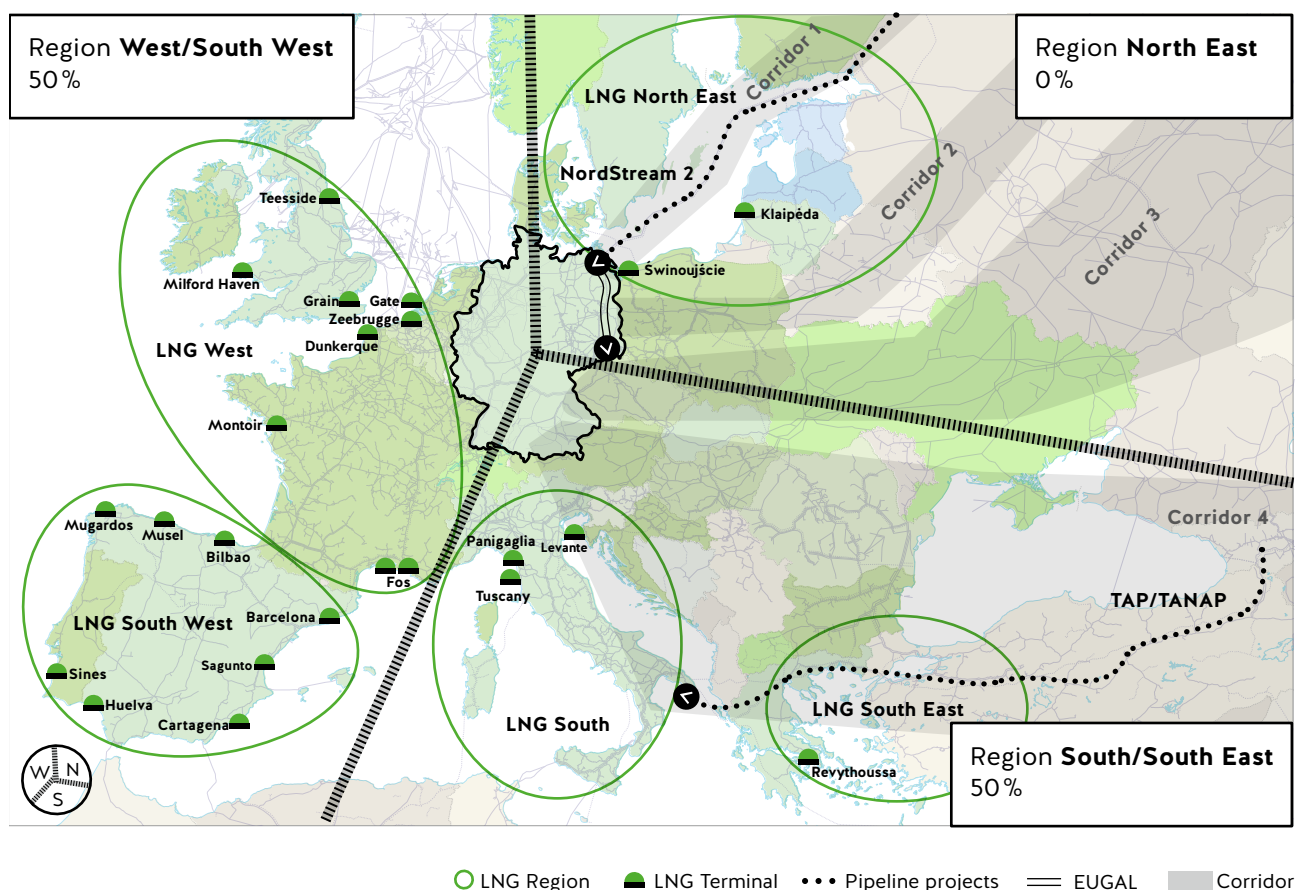 Region West/South West
50 %
Region North East
0 %
Corridor 1
LNG North East
Corridor 2
NordStream 2
Teesside
Klaipėda
Corridor 3
Świnoujście
Milford Haven
Grain
Gate
Zeebrugge
Dunkerque
LNG West
Montoir
Mugardos
Musel
Bilbao
Corridor 4
Panigaglia
Levante
Fos
Tuscany
TAP/TANAP
LNG South West
Barcelona
Sagunto
Sines
Huelva
Cartagena
LNG South
LNG South East
Revythoussa
Region South/South East
50 %
W N
S
LNG Region LNG Terminal Pipeline projects EUGAL Corridor